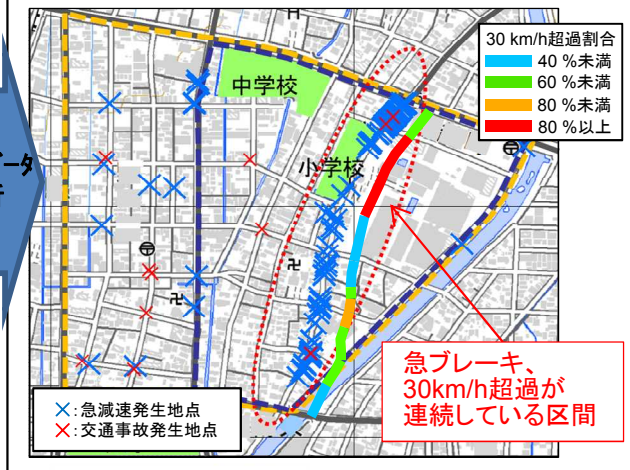 中学校
小学校
30 km/h超過割合
40 %未満
60 %未満
80 %未満
80 %以上
急ブレーキ、
30km/h超過が
連続している区間
×:急減速発生地点
×:交通事故発生地点